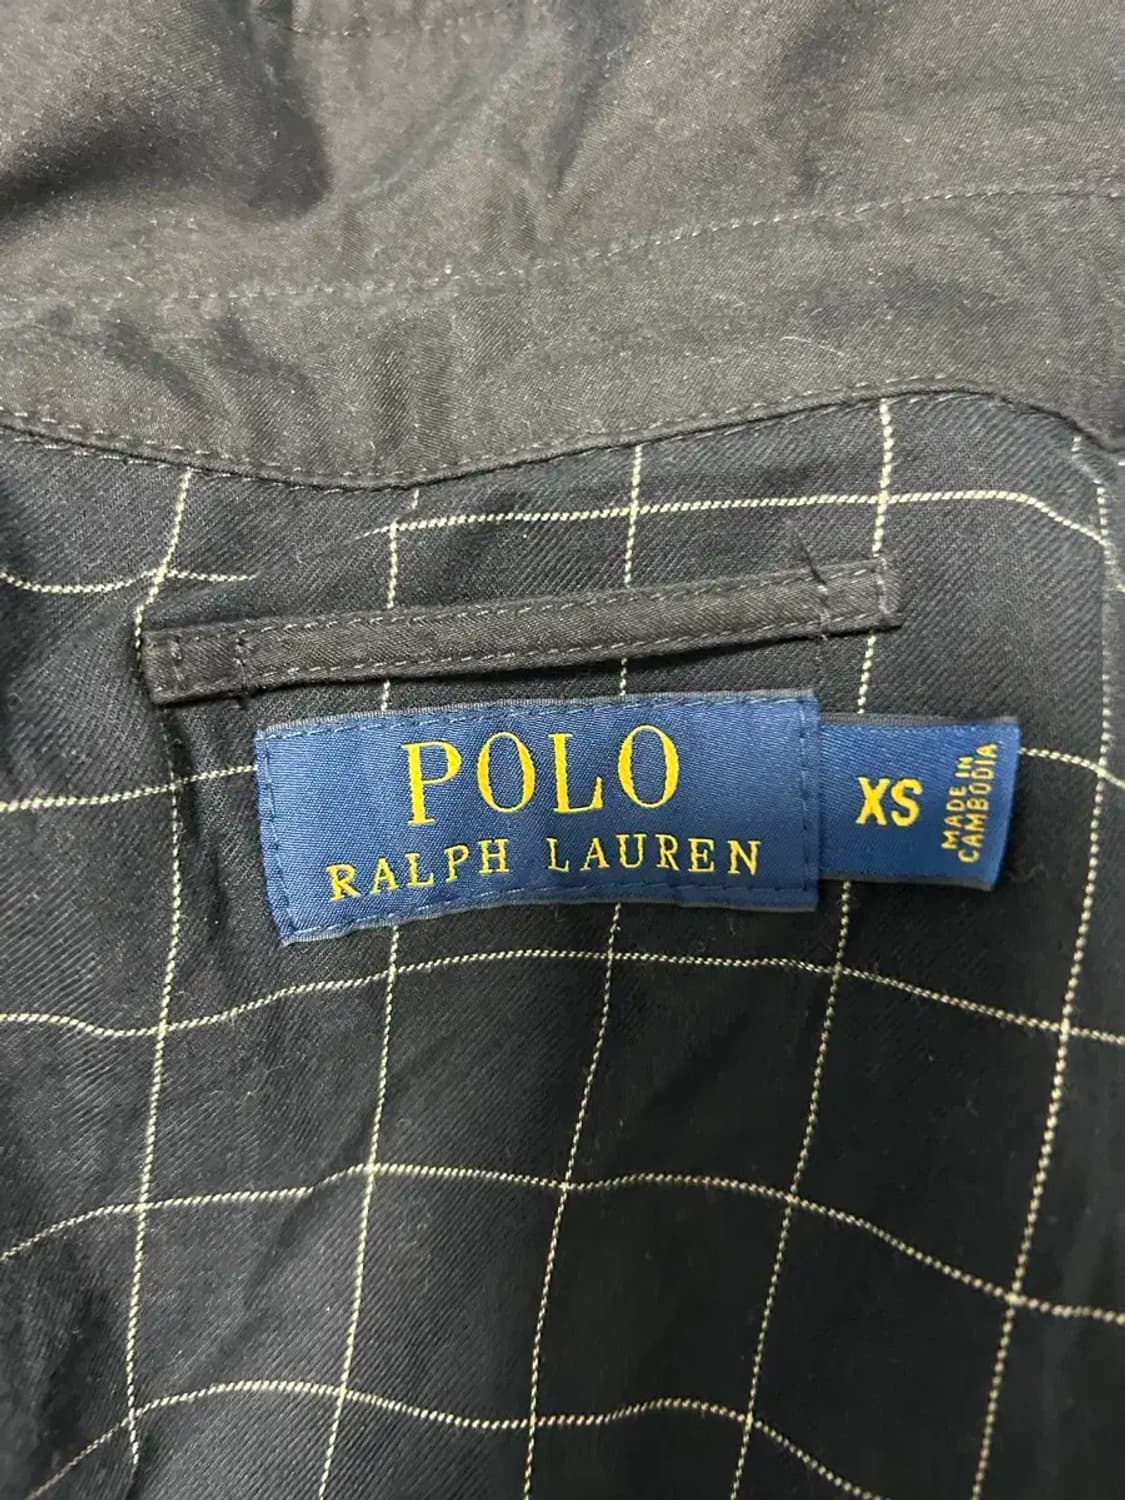 POLO
RALPH LAUREN
XS
MADE IN
CAMBODIA